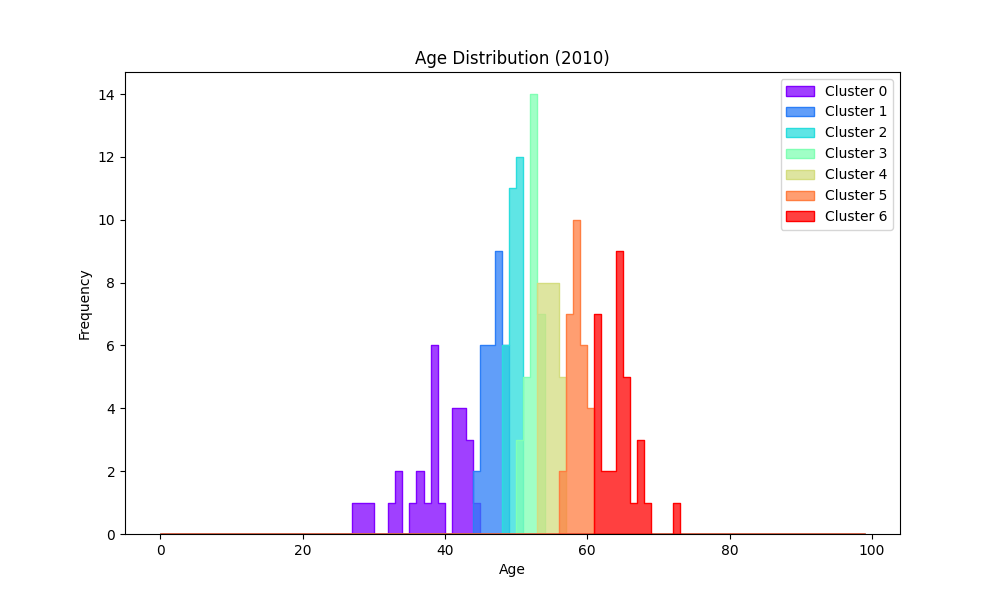 Age Distribution (2010)
Frequency
14
12
10
8
6
4
2
0
Cluster 0
Cluster 1
Cluster 2
Cluster 3
Cluster 4
Cluster 5
Cluster 6
0 20 40 60 80 100
Age